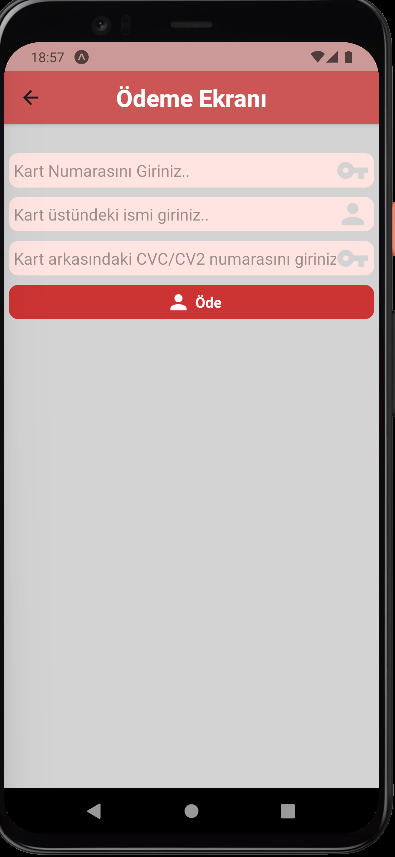 18:57
Ödeme Ekranı
Kart Numarasını Giriniz..
Kart üstündeki ismi giriniz..
Kart arkasındaki CVC/CV2 numarasını giriniz
Öde